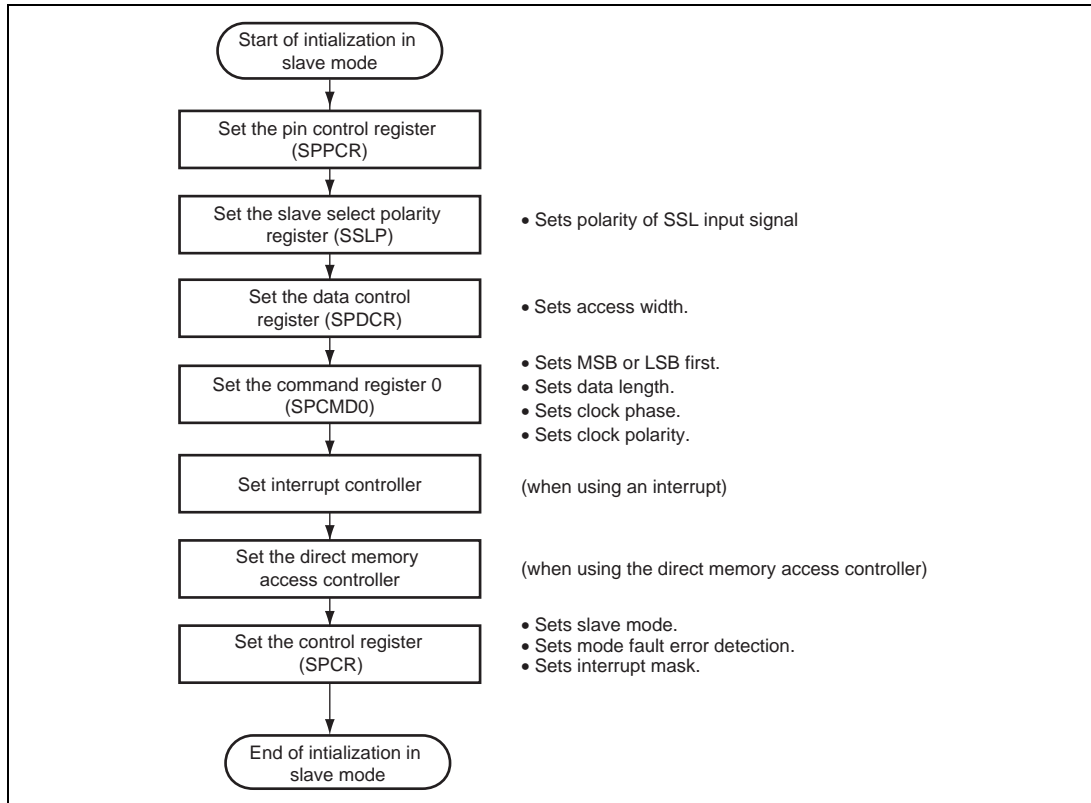 Start of intialization in
slave mode
Set the pin control register
(SPPCR)
Set the slave select polarity
register (SSLP)
• Sets polarity of SSL input signal
Set the data control
register (SPDCR)
• Sets access width.
Set the command register 0
(SPCMD0)
• Sets MSB or LSB first.
• Sets data length.
• Sets clock phase.
• Sets clock polarity.
Set interrupt controller
(when using an interrupt)
Set the direct memory
access controller
(when using the direct memory access controller)
Set the control register
(SPCR)
• Sets slave mode.
• Sets mode fault error detection.
• Sets interrupt mask.
End of intialization in
slave mode